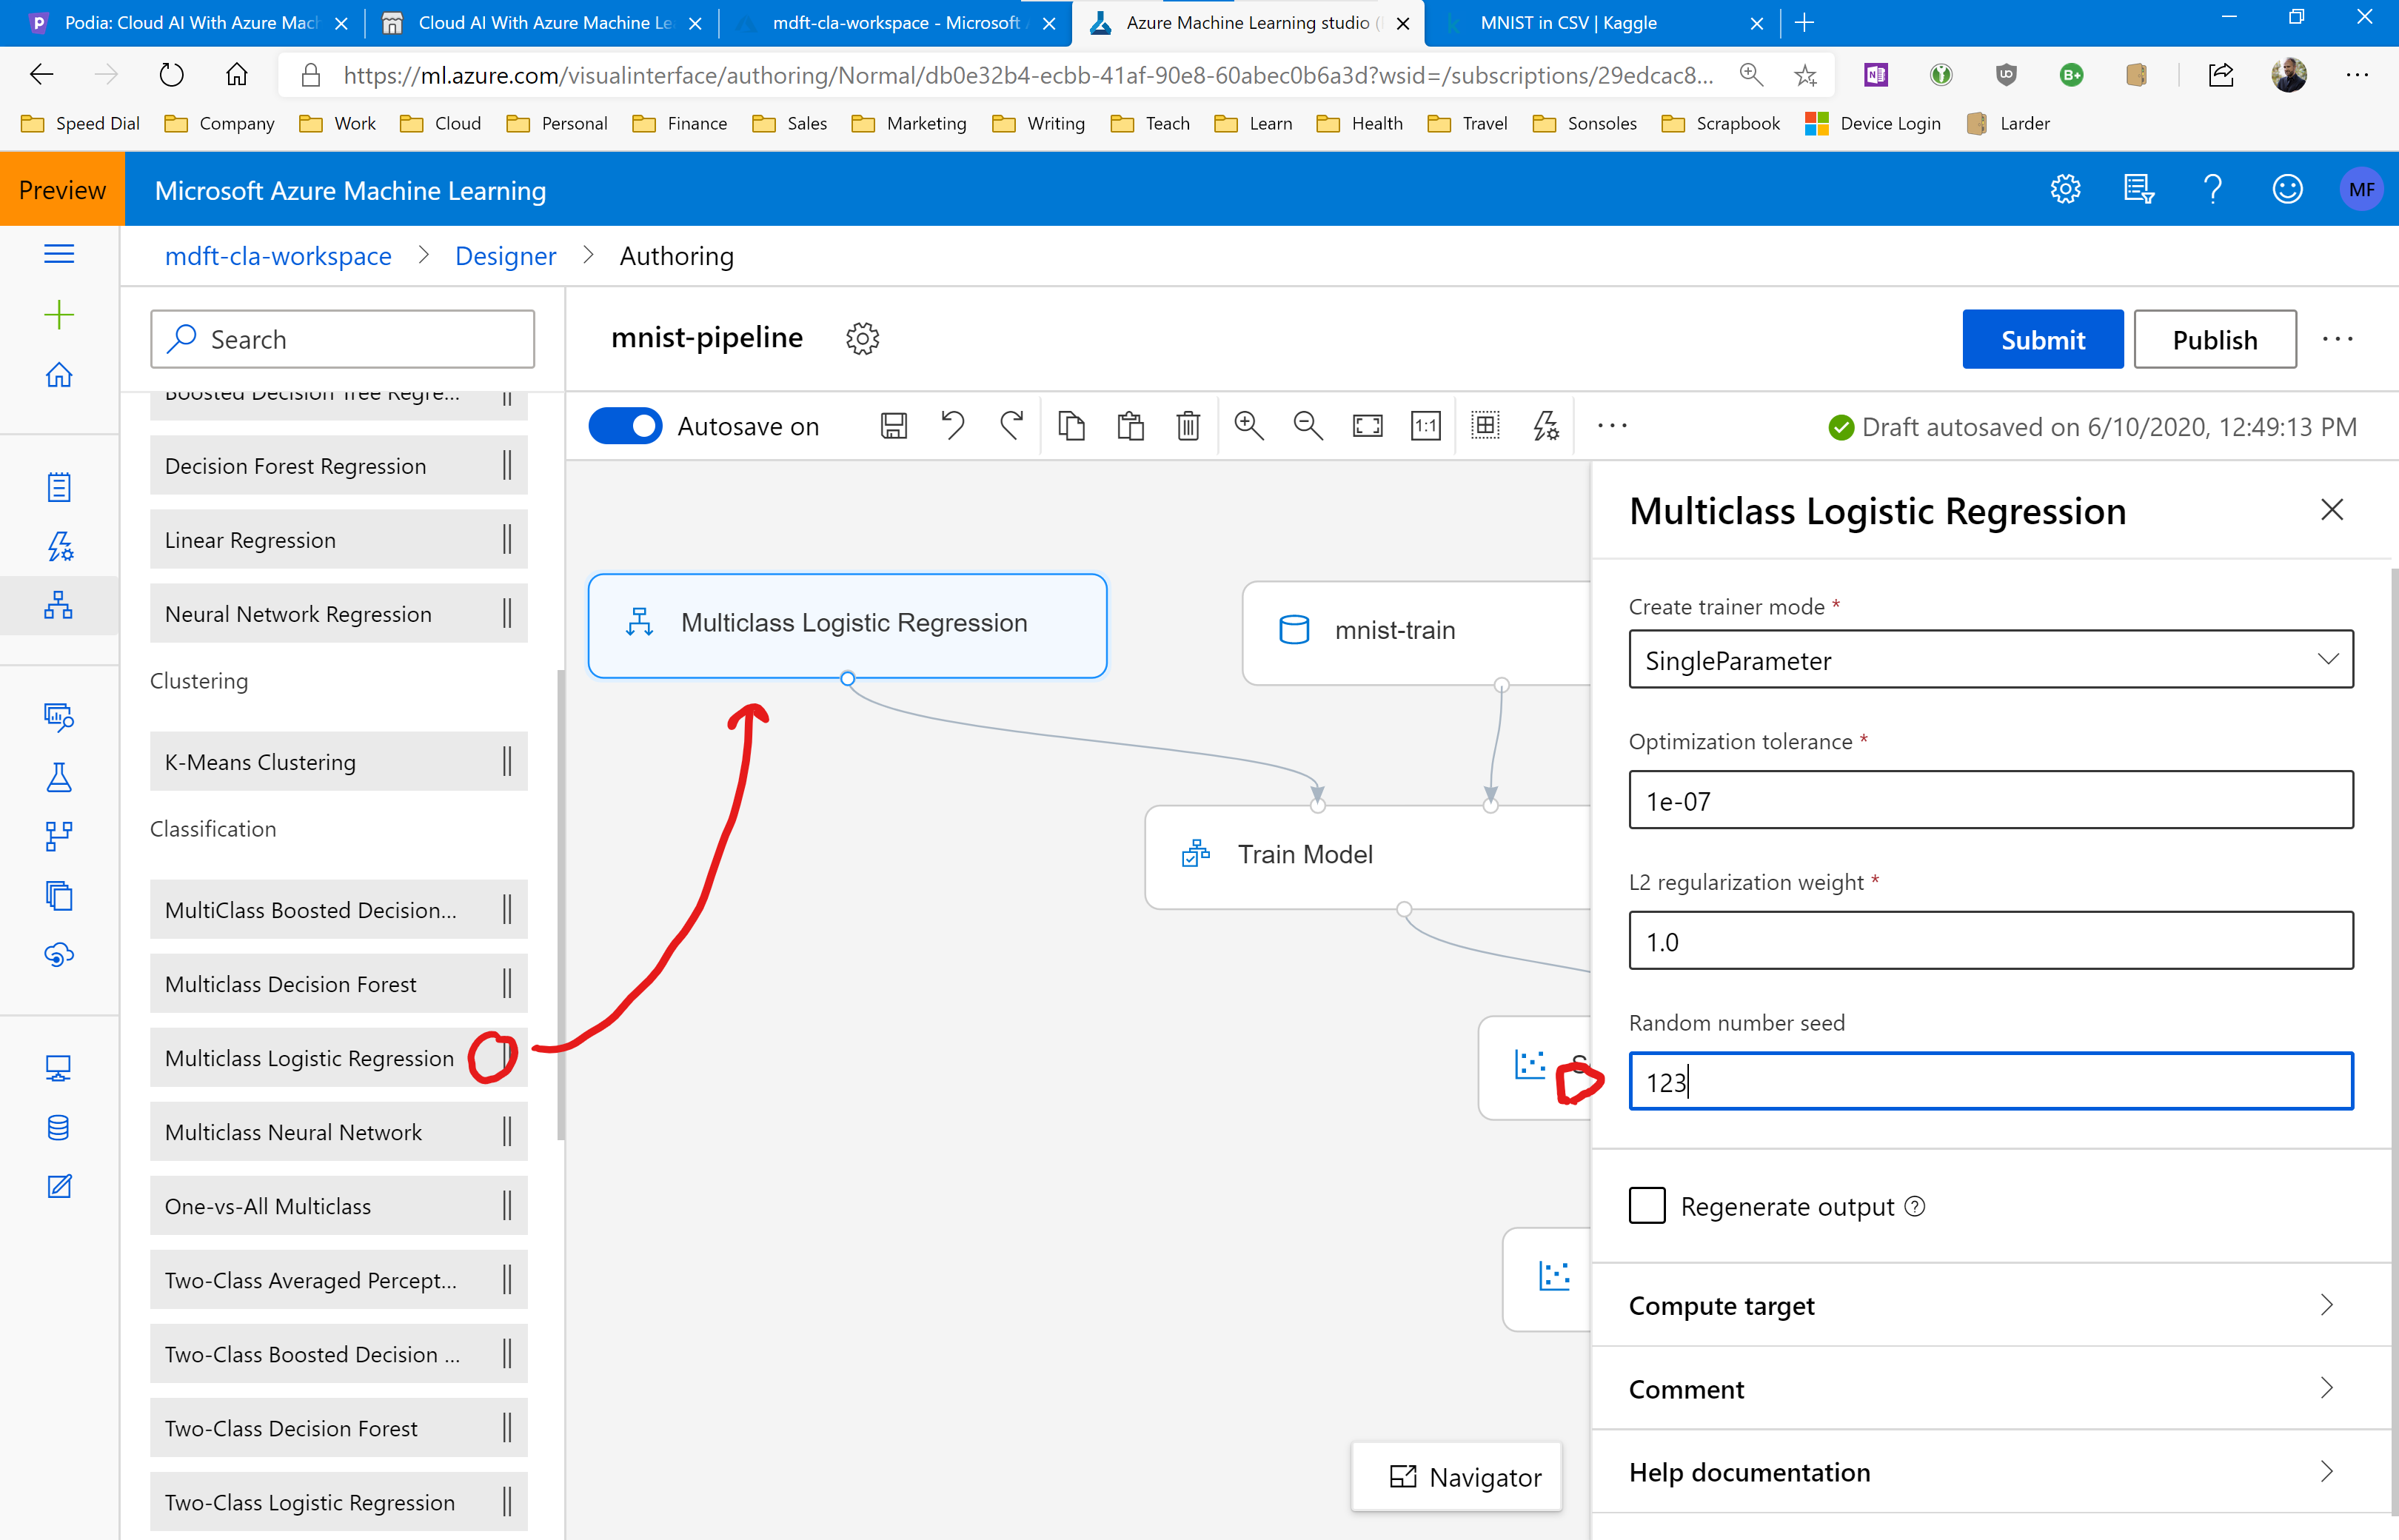 Podia: Cloud AI With Azure Mach
Cloud AI With Azure Machine Le
mdft-cla-workspace - Microsoft
Azure Machine Learning studio (
MNIST in CSV | Kaggle
https://ml.azure.com/visualinterface/authoring/Normal/db0e32b4-ecbb-41af-90e8-60abec0b6a3d?wsid=/subscriptions/29edcac8...
Speed Dial Company Work Cloud Personal Finance Sales Marketing Writing Teach Learn Health Travel Sonsoles Scrapbook Device Login Larder
Preview
Microsoft Azure Machine Learning
MF
mdft-cla-workspace > Designer > Authoring
Search
mnist-pipeline
Submit
Publish
Autosave on
1:1
Draft autosaved on 6/10/2020, 12:49:13 PM
Boosted Decision Tree Regre...
Decision Forest Regression
Linear Regression
Neural Network Regression
Clustering
K-Means Clustering
Classification
MultiClass Boosted Decision...
Multiclass Decision Forest
Multiclass Logistic Regression
Multiclass Neural Network
One-vs-All Multiclass
Two-Class Averaged Percept...
Two-Class Boosted Decision ...
Two-Class Decision Forest
Two-Class Logistic Regression
Multiclass Logistic Regression
mnist-train
Train Model
Navigator
Multiclass Logistic Regression
Create trainer mode *
SingleParameter
Optimization tolerance *
1e-07
L2 regularization weight *
1.0
Random number seed
123
Regenerate output
Compute target
Comment
Help documentation